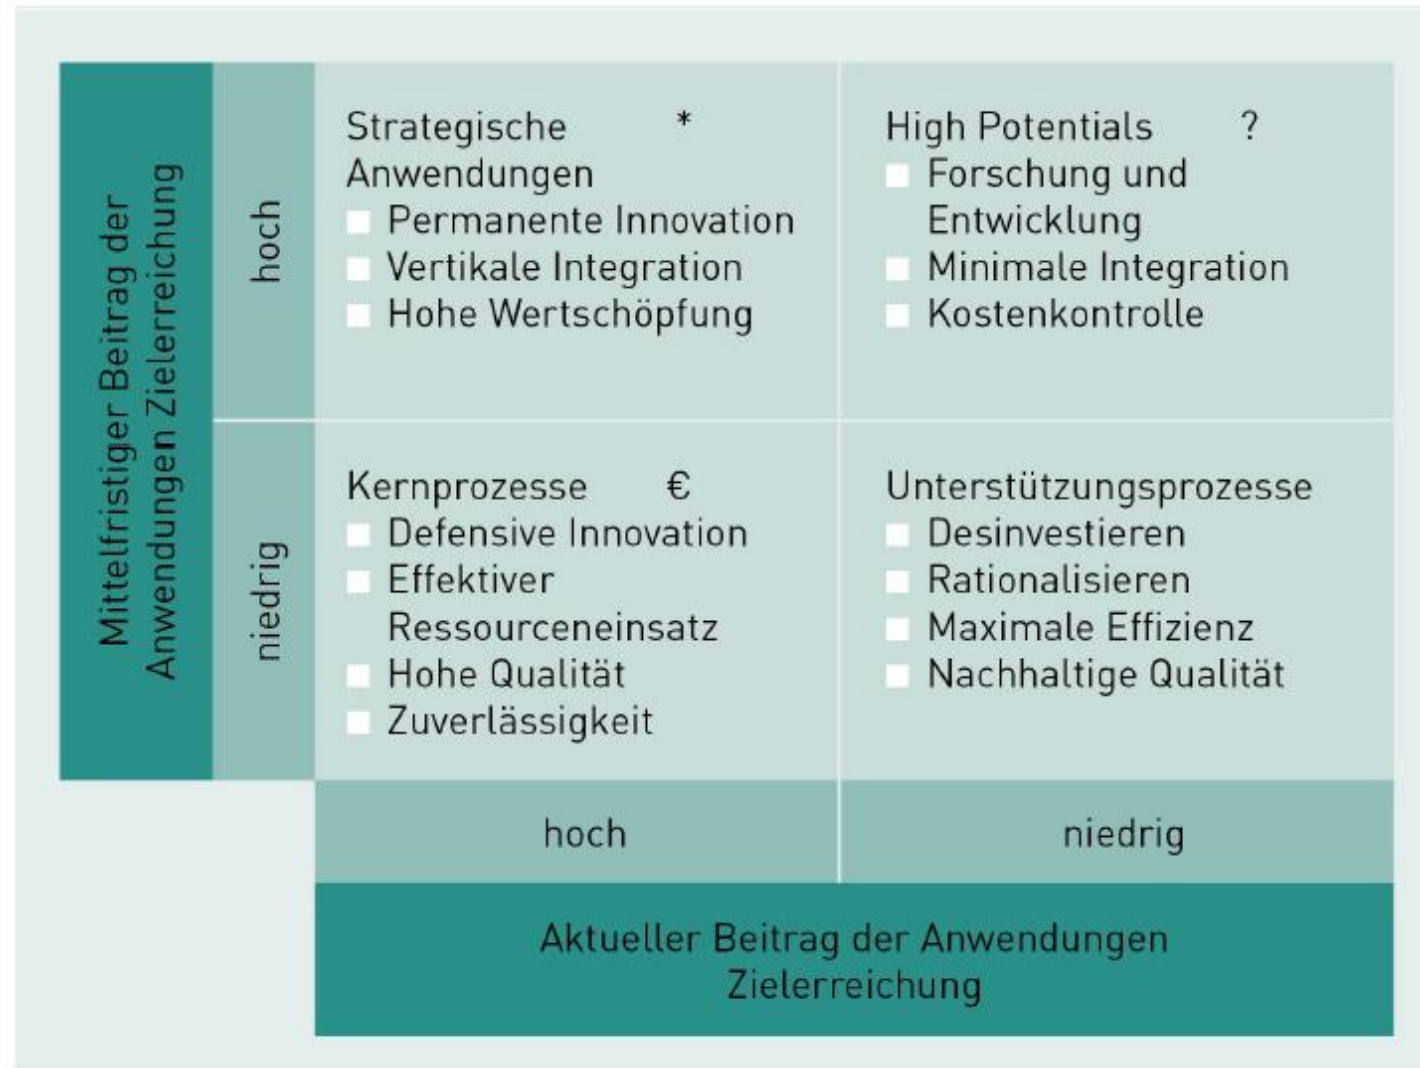 Mittelfristiger Beitrag der
Anwendungen Zielerreichung
hoch
Strategische *
Anwendungen
Permanente Innovation
Vertikale Integration
Hohe Wertschöpfung
High Potentials ?
Forschung und
Entwicklung
Minimale Integration
Kostenkontrolle
niedrig
Kernprozesse €
Defensive Innovation
Effektiver
Ressourceneinsatz
Hohe Qualität
Zuverlässigkeit
Unterstützungsprozesse
Desinvestieren
Rationalisieren
Maximale Effizienz
Nachhaltige Qualität
hoch
niedrig
Aktueller Beitrag der Anwendungen
Zielerreichung